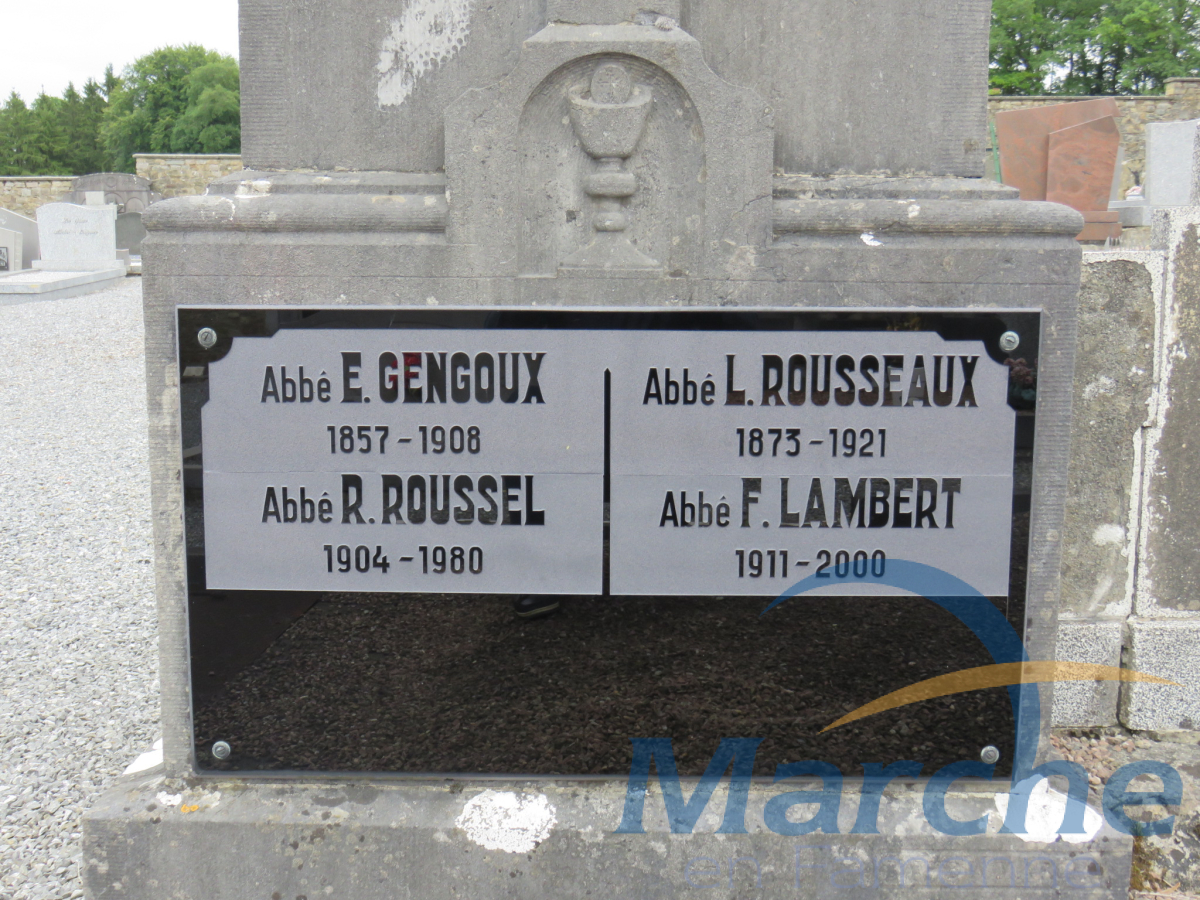 Abbé E. GENGOUX
1857 - 1908
Abbé R. ROUSSEL
1904 - 1980
Abbé L. ROUSSEAUX
1873 - 1921
Abbé F. LAMBERT
1911 - 2000
Marche
en Famenne